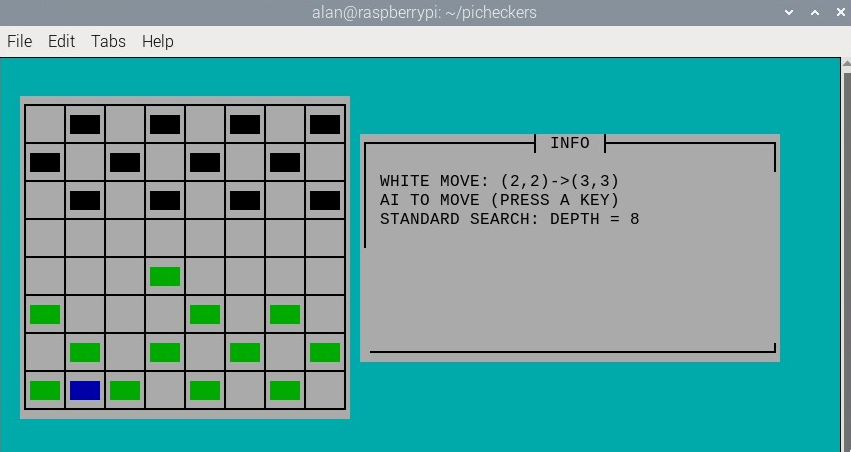 alan@raspberrypi: ~/picheckers
File Edit Tabs Help
INFO
WHITE MOVE: (2,2)->(3,3)
AI TO MOVE (PRESS A KEY)
STANDARD SEARCH: DEPTH = 8